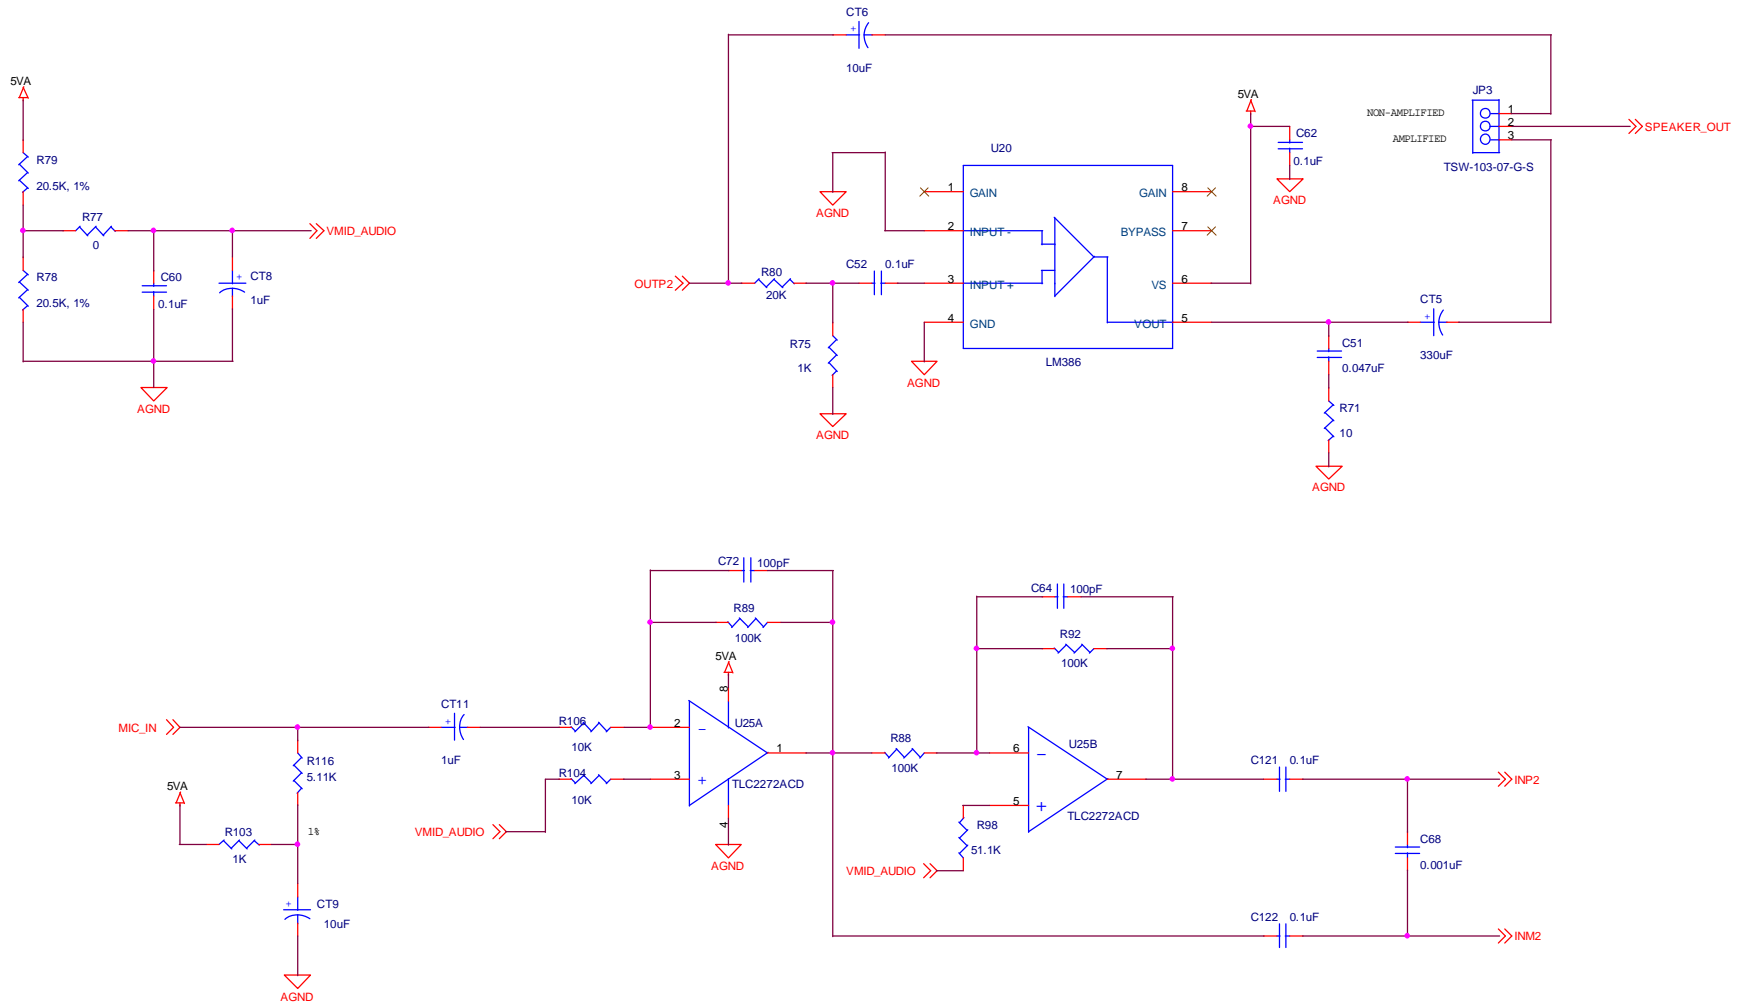 CT6
+
10uF
5VA
R79
20.5K, 1%
R77
0
VMID_AUDIO
R78
20.5K, 1%
C60
0.1uF
CT8
+
1uF
AGND
5VA
C62
0.1uF
AGND
JP3
NON-AMPLIFIED
AMPLIFIED
1
2
3
SPEAKER_OUT
TSW-103-07-G-S
U20
AGND
1
GAIN
GAIN
8
2
INPUT -
BYPASS
7
OUTP2
R80
20K
C52
0.1uF
3
INPUT +
VS
6
4
GND
VOUT
5
LM386
AGND
R75
1K
AGND
CT5
+
330uF
C51
0.047uF
R71
10
AGND
C72
100pF
R89
100K
5VA
8
MIC_IN
CT11
+
1uF
R106
10K
2
−
U25A
1
R104
10K
3
+
TLC2272ACD
4
AGND
VMID_AUDIO
R116
5.11K
5VA
1%
R103
1K
CT9
+
10uF
AGND
C64
100pF
R92
100K
R88
100K
6
−
U25B
7
5
+
TLC2272ACD
R98
51.1K
VMID_AUDIO
C121
0.1uF
INP2
C68
0.001uF
C122
0.1uF
INM2